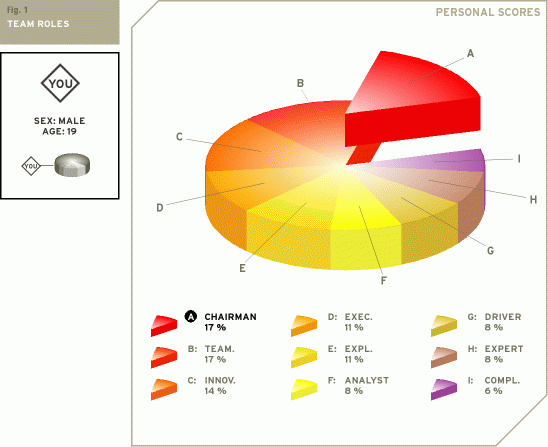 Fig. 1
TEAM ROLES
YOU
SEX: MALE
AGE: 19
YOU
PERSONAL SCORES
A
B
C
D
E
F
G
H
I
A CHAIRMAN
17 %
B: TEAM.
17 %
C: INNOV.
14 %
D: EXEC.
11 %
E: EXPL.
11 %
F: ANALYST
8 %
G: DRIVER
8 %
H: EXPERT
8 %
I: COMPL.
6 %